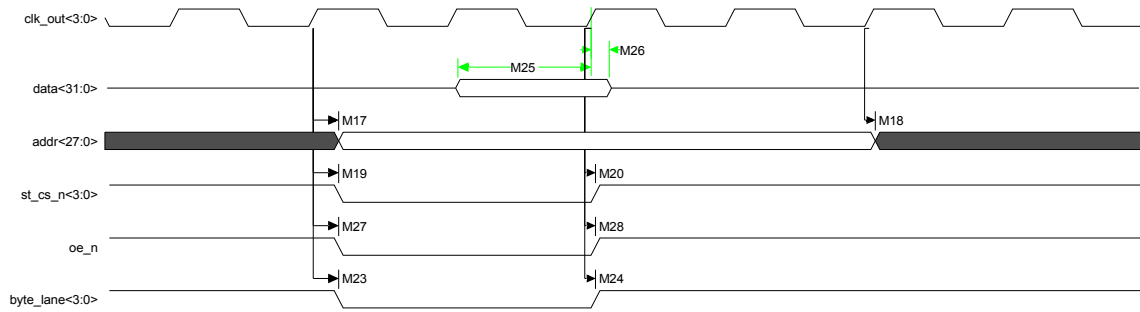 clk_out<3:0>
M26
M25
data<31:0>
M17
M18
addr<27:0>
M19
M20
st_cs_n<3:0>
M27
M28
oe_n
M23
M24
byte_lane<3:0>